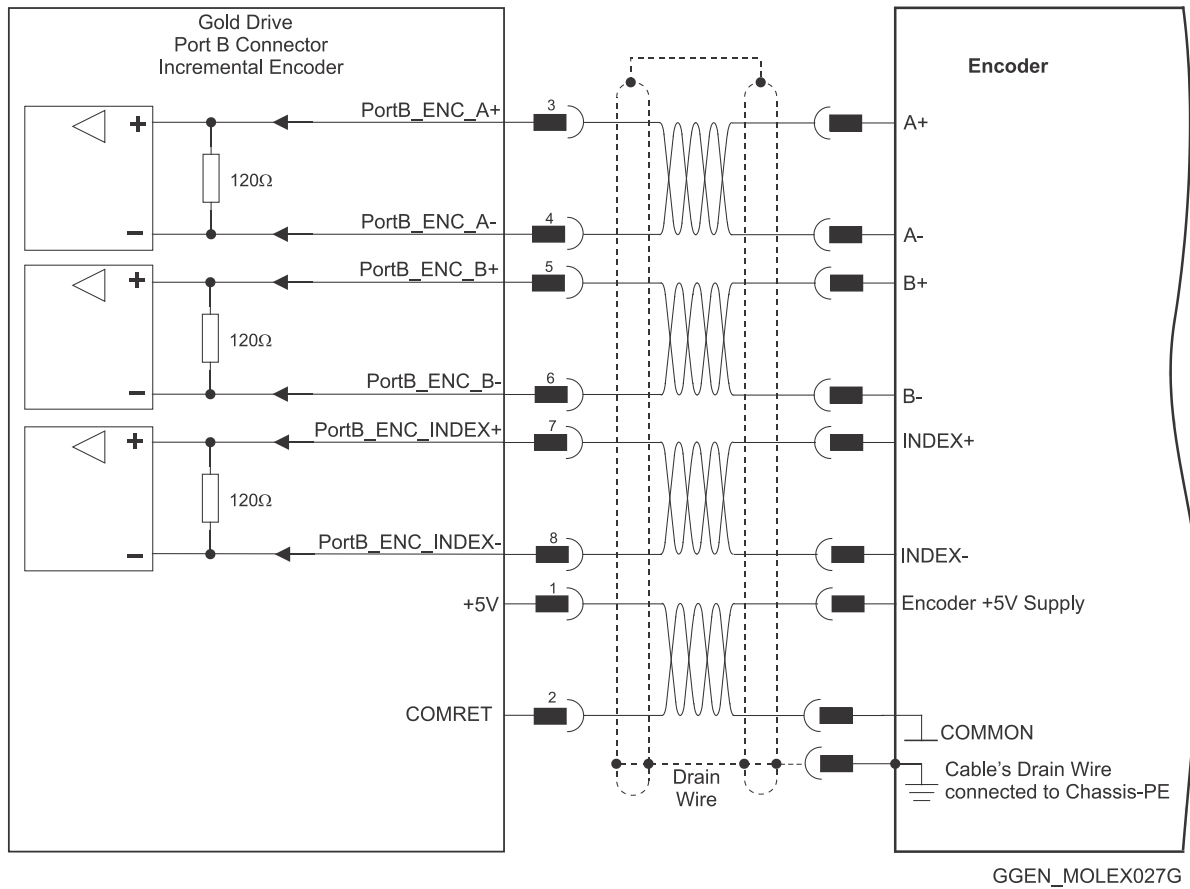 Gold Drive
Port B Connector
Incremental Encoder
Encoder
PortB_ENC_A+
3
A+
+
120Ω
PortB_ENC_A-
4
A-
-
PortB_ENC_B+
5
B+
+
120Ω
PortB_ENC_B-
6
B-
-
PortB_ENC_INDEX+
7
INDEX+
+
120Ω
PortB_ENC_INDEX-
8
INDEX-
-
+5V
1
Encoder +5V Supply
COMRET
2
COMMON
Drain
Wire
Cable's Drain Wire
connected to Chassis-PE
GGEN_MOLEX027G